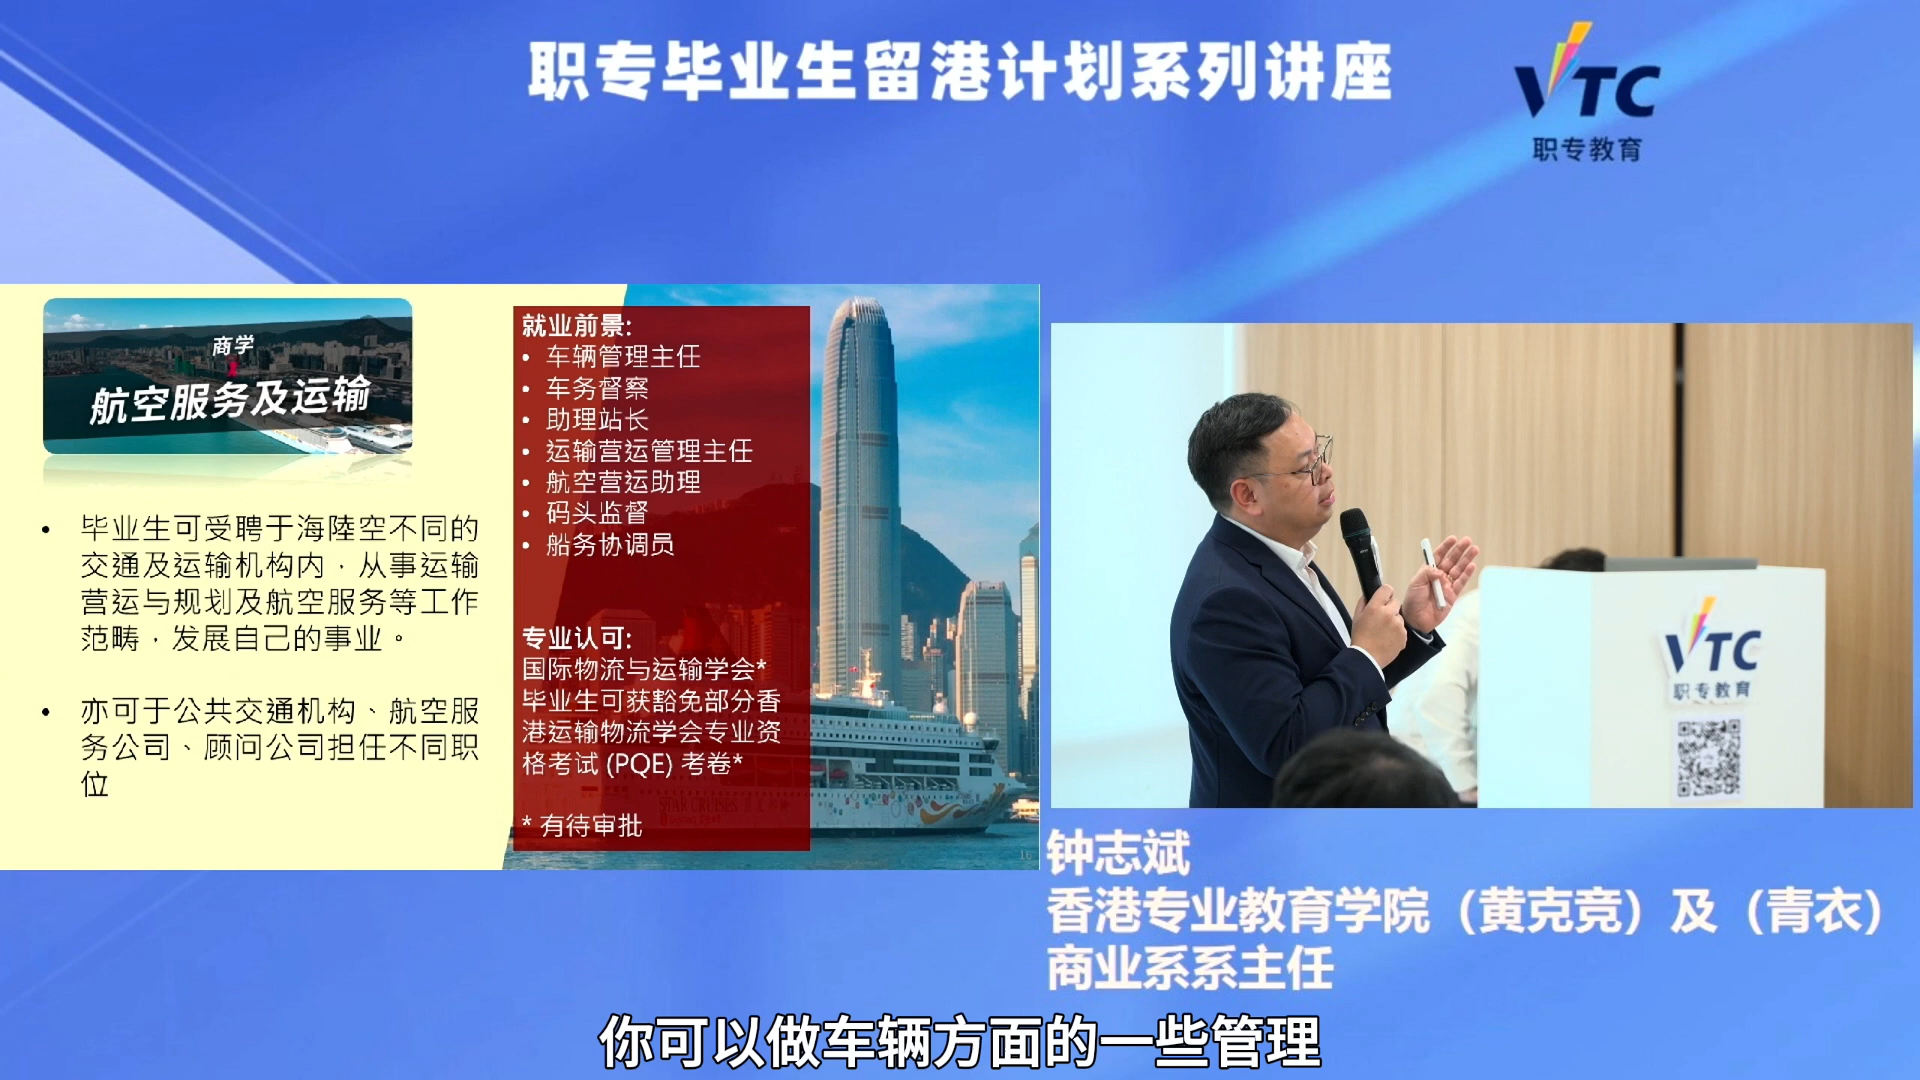 职专毕业生留港计划系列讲座
VTC
职专教育
商学
航空服务及运输
• 毕业生可受聘于海陸空不同的
交通及运输机构内，从事运输
营运与规划及航空服务等工作
范畴，发展自己的事业。
• 亦可于公共交通机构、航空服
务公司、顾问公司担任不同职
位
就业前景:
• 车辆管理主任
• 车务督察
• 助理站长
• 运输营运管理主任
• 航空营运助理
• 码头监督
• 船务协调员
专业认可:
国际物流与运输学会*
毕业生可获豁免部分香
港运输物流学会专业资
格考试 (PQE) 考卷*
* 有待审批
STAR CRUISES
16
VTC
职专教育
钟志斌
香港专业教育学院（黄克竞）及（青衣）
商业系系主任
你可以做车辆方面的一些管理